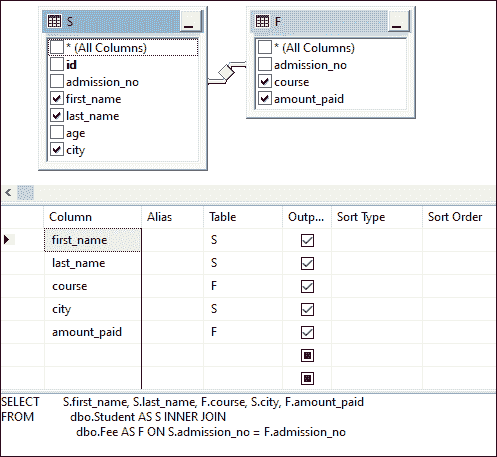 S
* (All Columns)
id
admission_no
first_name
last_name
age
city
F
* (All Columns)
admission_no
course
amount_paid
Column Alias Table Outp... Sort Type Sort Order
first_name S
last_name S
course F
city S
amount_paid F
SELECT S.first_name, S.last_name, F.course, S.city, F.amount_paid
FROM dbo.Student AS S INNER JOIN
dbo.Fee AS F ON S.admission_no = F.admission_no